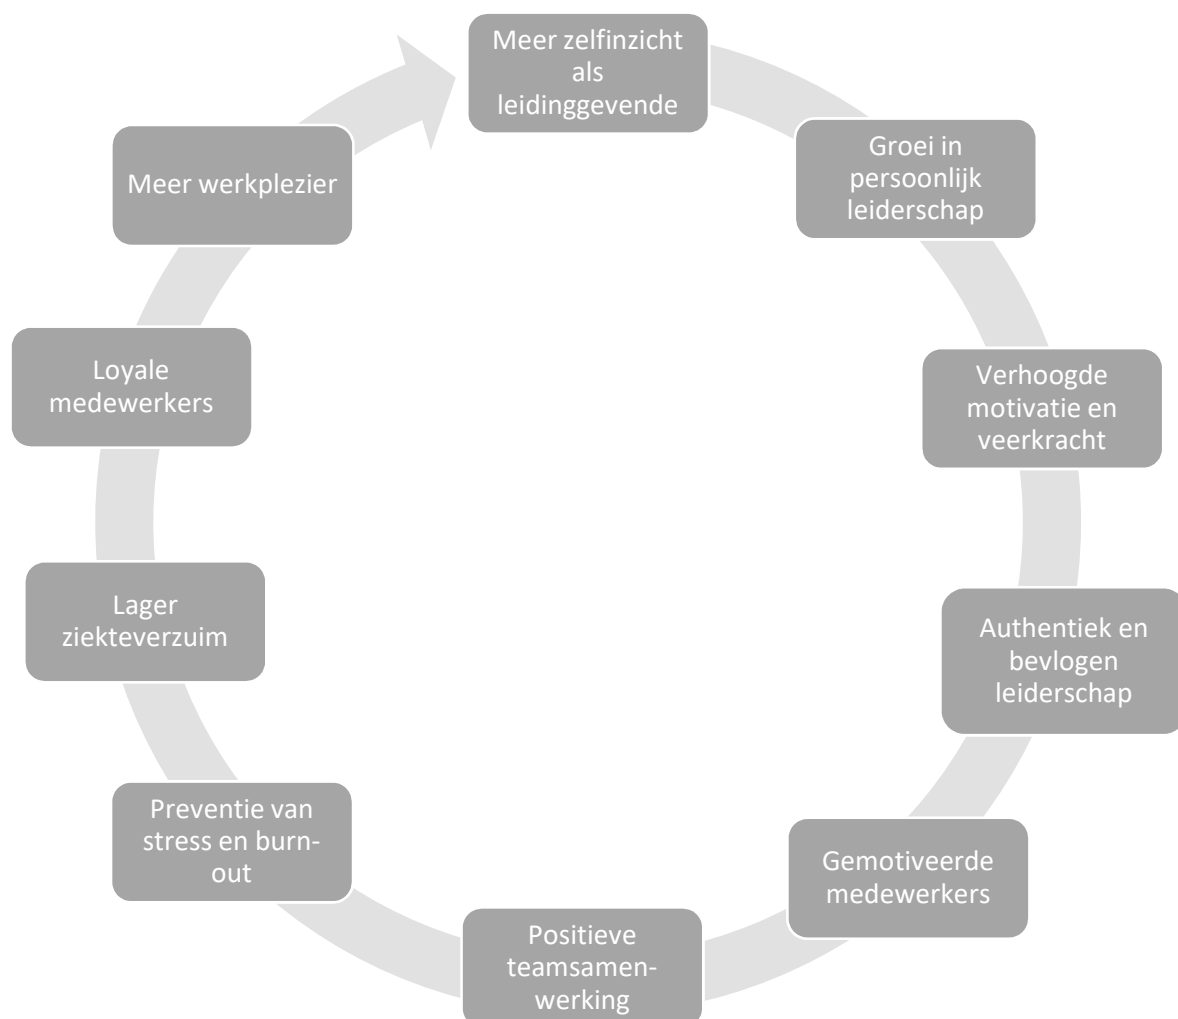 Meer zelfinzicht
als
leidinggevende
Groei in
persoonlijk
leiderschap
Verhoogde
motivatie en
veerkracht
Authentiek en
bevlogen
leiderschap
Gemotiveerde
medewerkers
Positieve
teamsamen-
werking
Preventie van
stress en burn-
out
Lager
ziekteverzuim
Loyale
medewerkers
Meer werkplezier